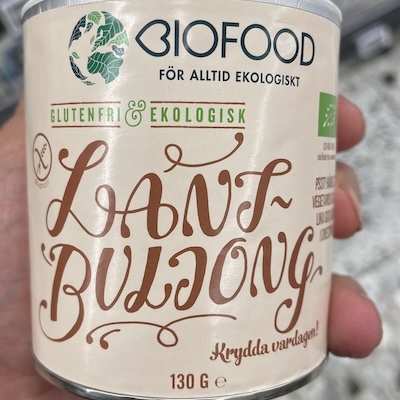 BIOFOOD
FÖR ALLTID EKOLOGISKT
GLUTENFRI & EKOLOGISK
LANT-
BULJONG
Krydda vardagen!
130 G e